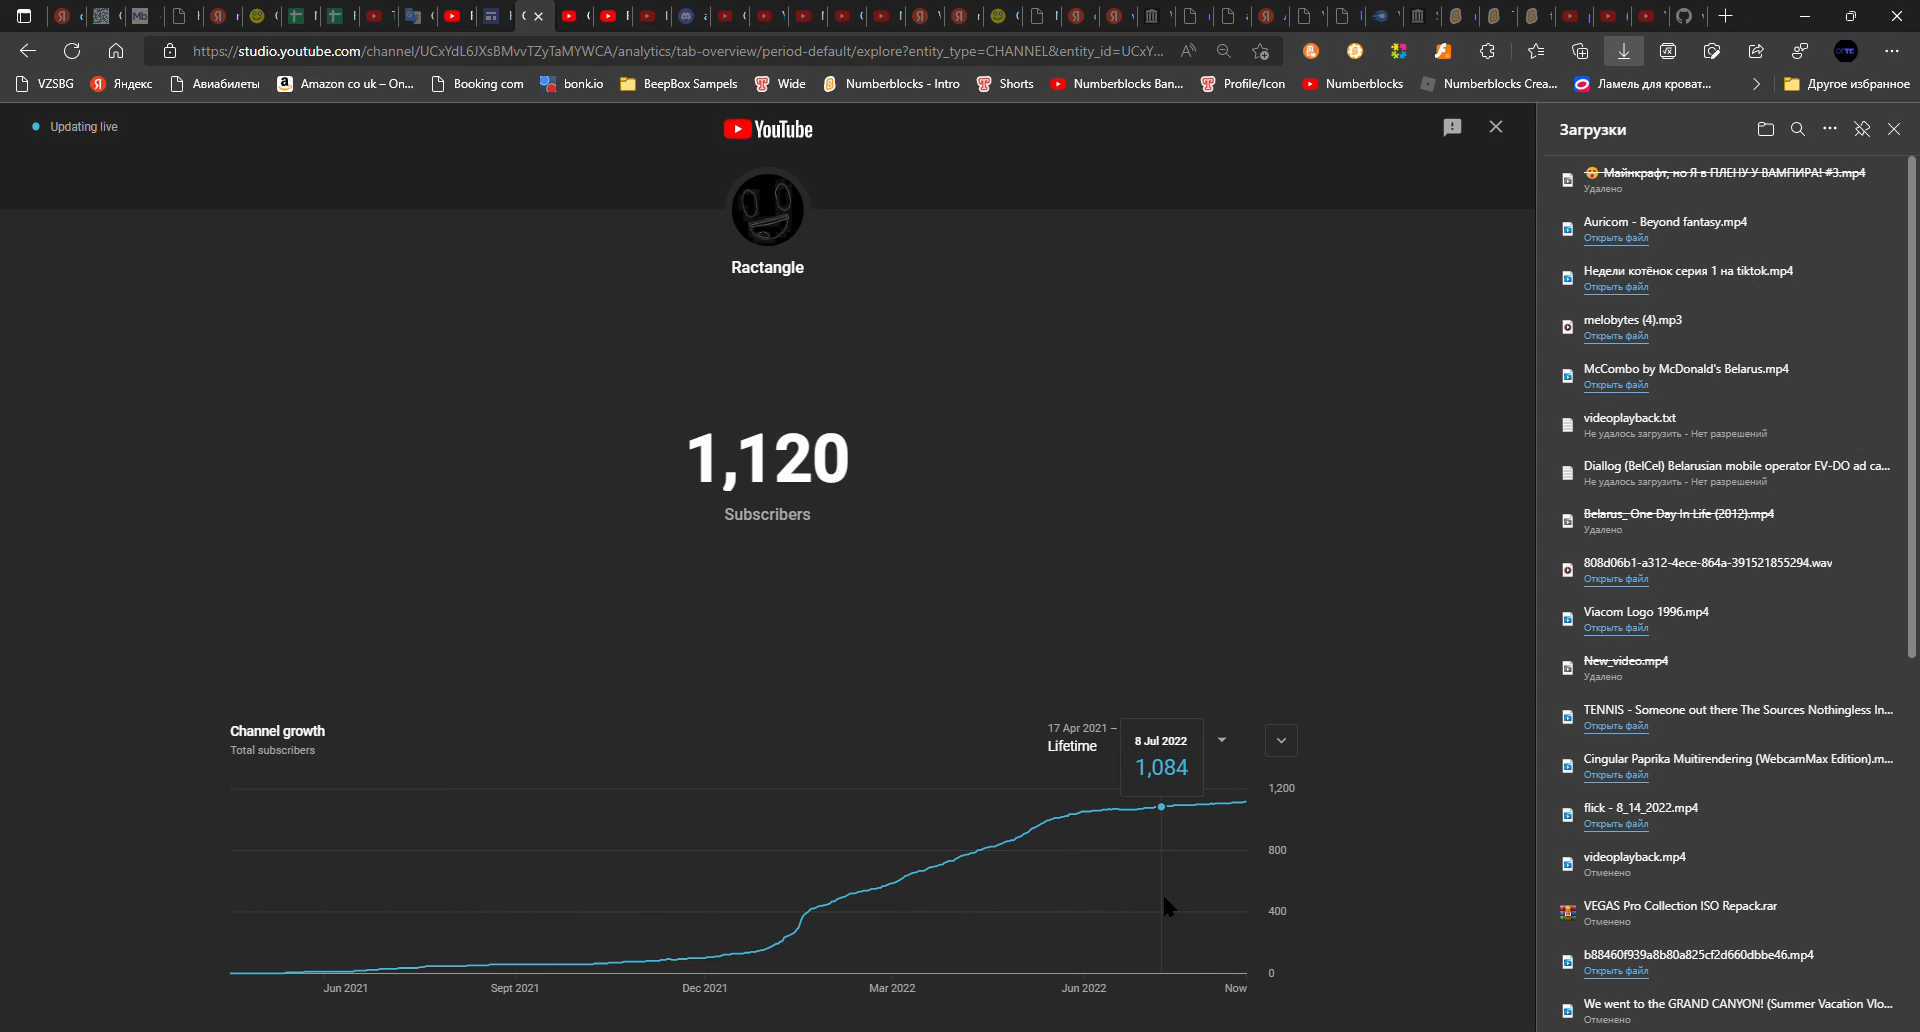 https://studio.youtube.com/channel/UCxYdL6JXsBMvvTZyTaMYWCA/analytics/tab-overview/period-default/explore?entity_type=CHANNEL&entity_id=UCxY...
VZSBG
Яндекс
Авиабилеты
Amazon co uk – On...
Booking com
bonk.io
BeepBox Sampels
Wide
Numberblocks - Intro
Shorts
Numberblocks Ban...
Profile/Icon
Numberblocks
Numberblocks Crea...
Ламель для кроват...
Другое избранное
Updating live
YouTube
Ractangle
1,120
Subscribers
Channel growth
Total subscribers
17 Apr 2021 –
Lifetime
8 Jul 2022
1,084
1,200
800
400
0
Jun 2021
Sept 2021
Dec 2021
Mar 2022
Jun 2022
Now
Загрузки
Майнкрафт, но Я в ПЛЕНУ У ВАМПИРА! #3.mp4
Удалено
Auricom - Beyond fantasy.mp4
Открыть файл
Недели котёнок серия 1 на tiktok.mp4
Открыть файл
melobytes (4).mp3
Открыть файл
McCombo by McDonald's Belarus.mp4
Открыть файл
videoplayback.txt
Не удалось загрузить - Нет разрешений
Diallog (BelCel) Belarusian mobile operator EV-DO ad ca...
Не удалось загрузить - Нет разрешений
Belarus_ One Day In Life (2012).mp4
Удалено
808d06b1-a312-4ece-864a-391521855294.wav
Открыть файл
Viacom Logo 1996.mp4
Открыть файл
New_video.mp4
Удалено
TENNIS - Someone out there The Sources Nothingless In...
Открыть файл
Cingular Paprika Muitirendering (WebcamMax Edition).m...
Открыть файл
flick - 8_14_2022.mp4
Открыть файл
videoplayback.mp4
Отменено
VEGAS Pro Collection ISO Repack.rar
Отменено
b88460f939a8b80a825cf2d660dbbe46.mp4
Открыть файл
We went to the GRAND CANYON! (Summer Vacation Vlo...
Отменено